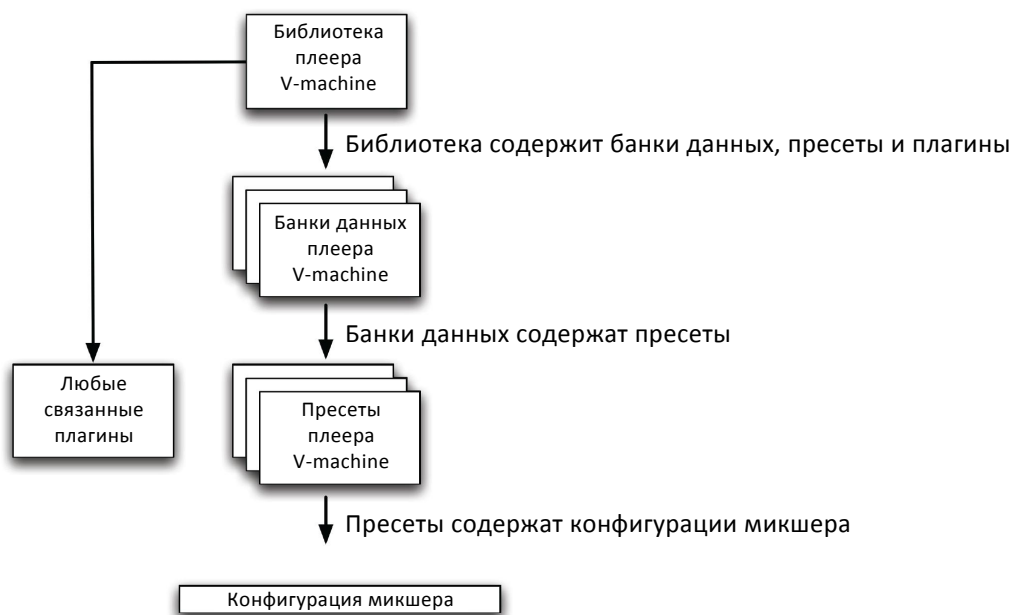 Библиотека
плеера
V-machine
Библиотека содержит банки данных, пресеты и плагины
Банки данных
плеера
V-machine
Банки данных содержат пресеты
Любые
связанные
плагины
Пресеты
плеера
V-machine
Пресеты содержат конфигурации микшера
Конфигурация микшера